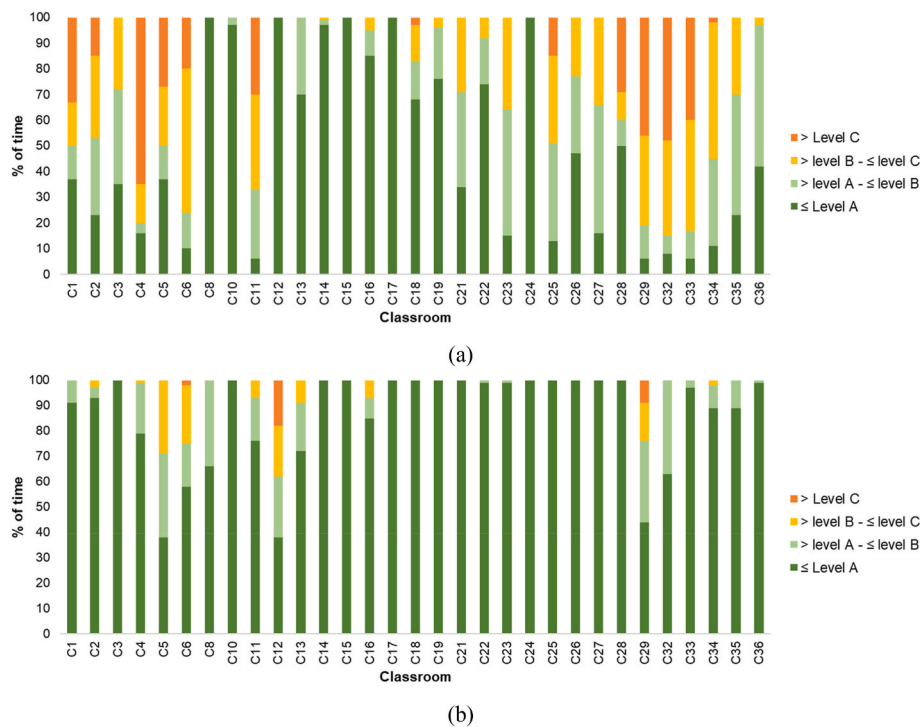 100
90
80
70
60
50
40
30
20
10
0
% of time
C1 C2 C3 C4 C5 C6 C8 C10 C11 C12 C13 C14 C15 C16 C17 C18 C19 C21 C22 C23 C24 C25 C26 C27 C28 C29 C32 C33 C34 C35 C36
Classroom
> Level C
> level B - ≤ level C
> level A - ≤ level B
≤ Level A
(a)
100
90
80
70
60
50
40
30
20
10
0
% of time
C1 C2 C3 C4 C5 C6 C8 C10 C11 C12 C13 C14 C15 C16 C17 C18 C19 C21 C22 C23 C24 C25 C26 C27 C28 C29 C32 C33 C34 C35 C36
Classroom
> Level C
> level B - ≤ level C
> level A - ≤ level B
≤ Level A
(b)